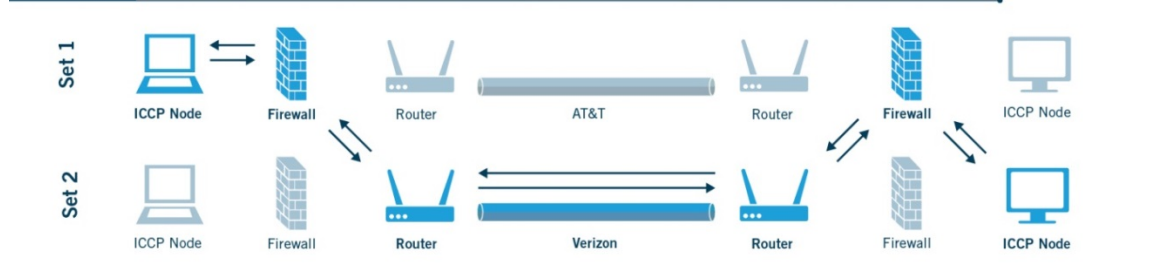 Set 1
ICCP Node Firewall Router AT&T Router Firewall ICCP Node
Set 2
ICCP Node Firewall Router Verizon Router Firewall ICCP Node